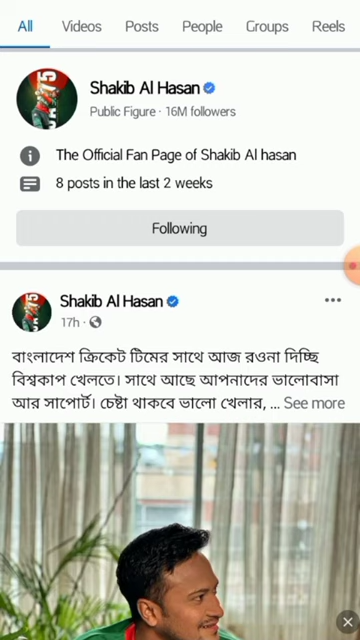 All Videos Posts People Groups Reels
Shakib Al Hasan
Public Figure · 16M followers
The Official Fan Page of Shakib Al hasan
8 posts in the last 2 weeks
Following
Shakib Al Hasan
17h ·
বাংলাদেশ ক্রিকেট টিমের সাথে আজ রওনা দিচ্ছি
বিশ্বকাপ খেলতে। সাথে আছে আপনাদের ভালোবাসা
আর সাপোর্ট। চেষ্টা থাকবে ভালো খেলার, ... See more